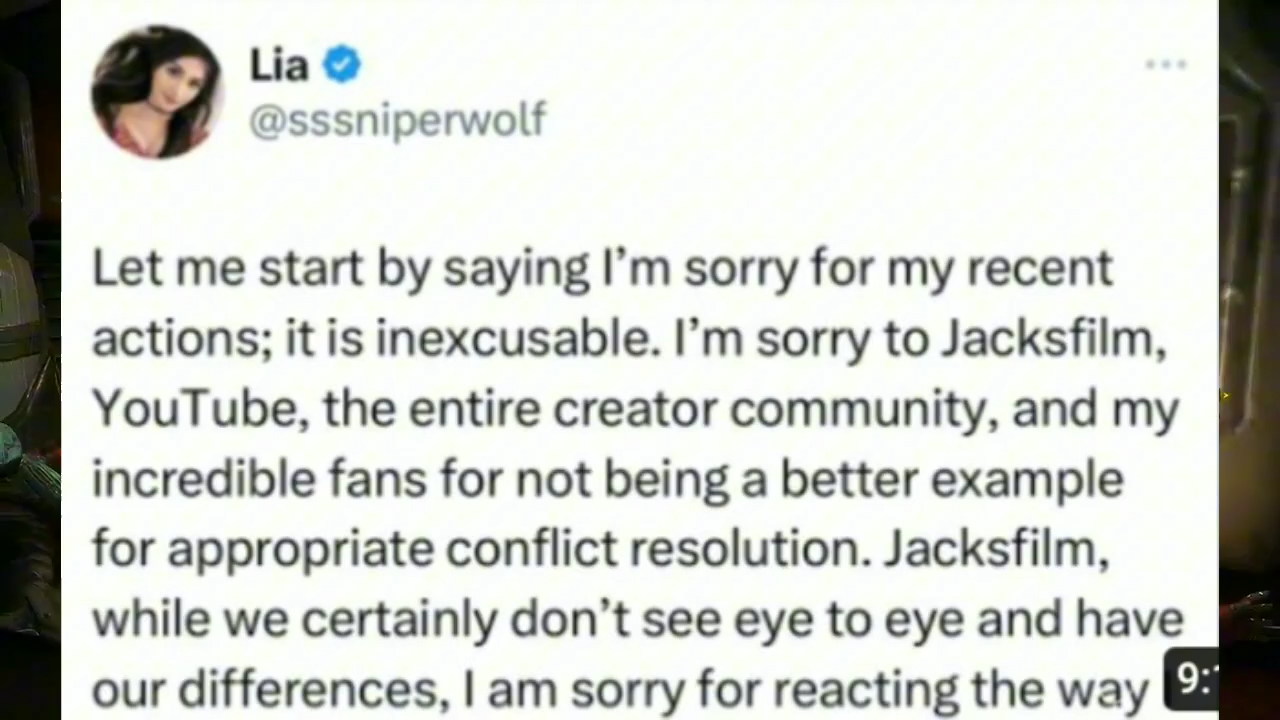 Lia
@sssniperwolf
Let me start by saying I’m sorry for my recent
actions; it is inexcusable. I’m sorry to Jacksfilm,
YouTube, the entire creator community, and my
incredible fans for not being a better example
for appropriate conflict resolution. Jacksfilm,
while we certainly don’t see eye to eye and have
our differences, I am sorry for reacting the way